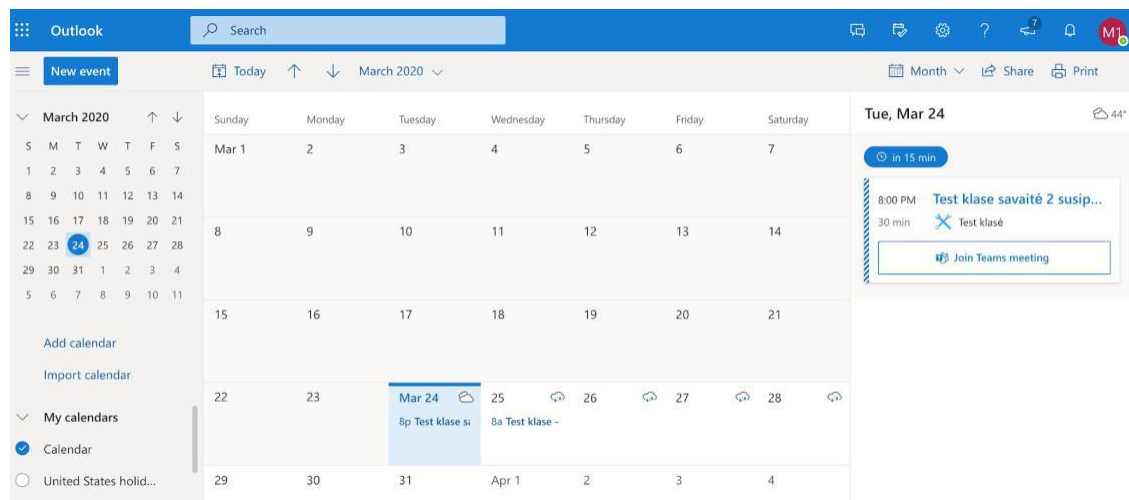 Outlook
Search
7
M1
New event
Today
March 2020
Month
Share
Print
March 2020
S M T W T F S
1 2 3 4 5 6 7
8 9 10 11 12 13 14
15 16 17 18 19 20 21
22 23 24 25 26 27 28
29 30 31 1 2 3 4
5 6 7 8 9 10 11
Add calendar
Import calendar
My calendars
Calendar
United States holid...
Sunday Monday Tuesday Wednesday Thursday Friday Saturday
Mar 1 2 3 4 5 6 7
8 9 10 11 12 13 14
15 16 17 18 19 20 21
22 23 Mar 24 25 26 27 28
8p Test klase sa 8a Test klase -
29 30 31 Apr 1 2 3 4
Tue, Mar 24 44°
in 15 min
8:00 PM Test klase savaitė 2 susip...
30 min Test klasė
Join Teams meeting